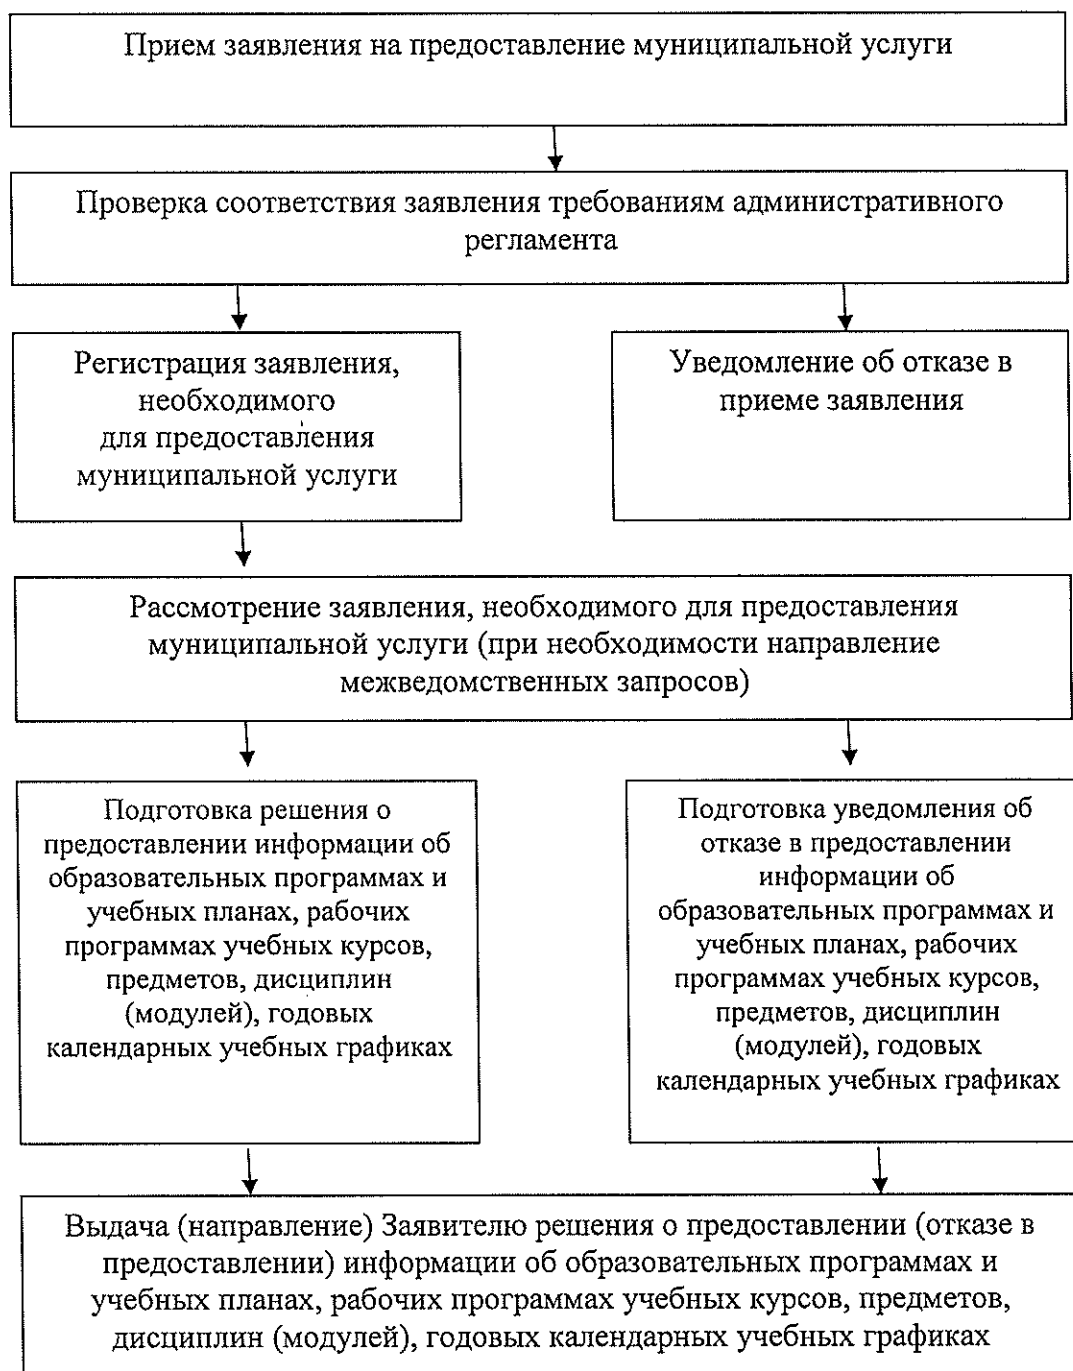 Прием заявления на предоставление муниципальной услуги
Проверка соответствия заявления требованиям административного
регламента
Регистрация заявления,
необходимого
для предоставления
муниципальной услуги
Уведомление об отказе в
приеме заявления
Рассмотрение заявления, необходимого для предоставления
муниципальной услуги (при необходимости направление
межведомственных запросов)
Подготовка решения о
предоставлении информации об
образовательных программах и
учебных планах, рабочих
программах учебных курсов,
предметов, дисциплин
(модулей), годовых
календарных учебных графиках
Подготовка уведомления об
отказе в предоставлении
информации об
образовательных программах и
учебных планах, рабочих
программах учебных курсов,
предметов, дисциплин
(модулей), годовых
календарных учебных графиках
Выдача (направление) Заявителю решения о предоставлении (отказе в
предоставлении) информации об образовательных программах и
учебных планах, рабочих программах учебных курсов, предметов,
дисциплин (модулей), годовых календарных учебных графиках